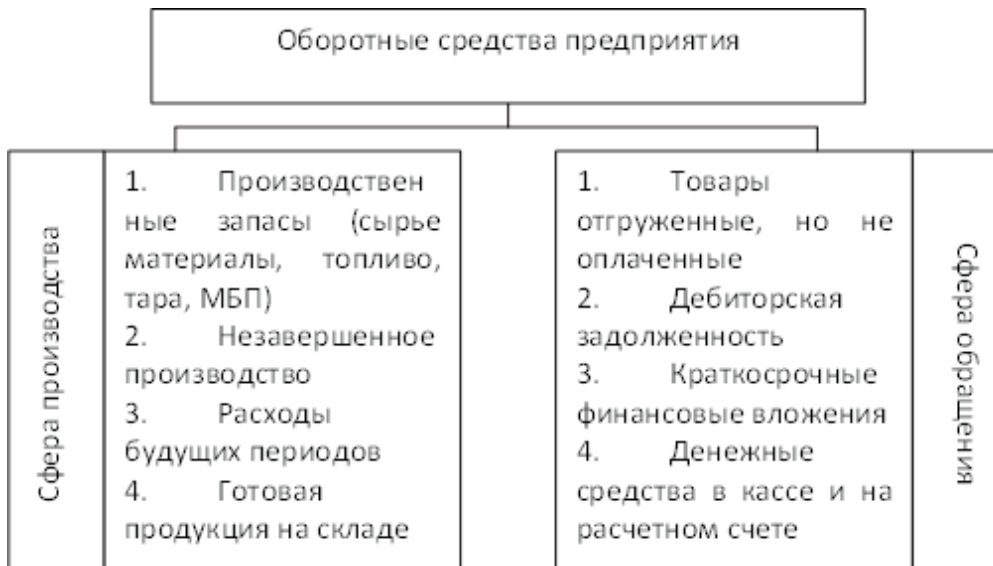 Оборотные средства предприятия
Сфера производства
1. Производствен
ные запасы (сырье
материалы, топливо,
тара, МБП)
2. Незавершенное
производство
3. Расходы
будущих периодов
4. Готовая
продукция на складе
1. Товары
отгруженные, но не
оплаченные
2. Дебиторская
задолженность
3. Краткосрочные
финансовые вложения
4. Денежные
средства в кассе и на
расчетном счете
Сфера обращения